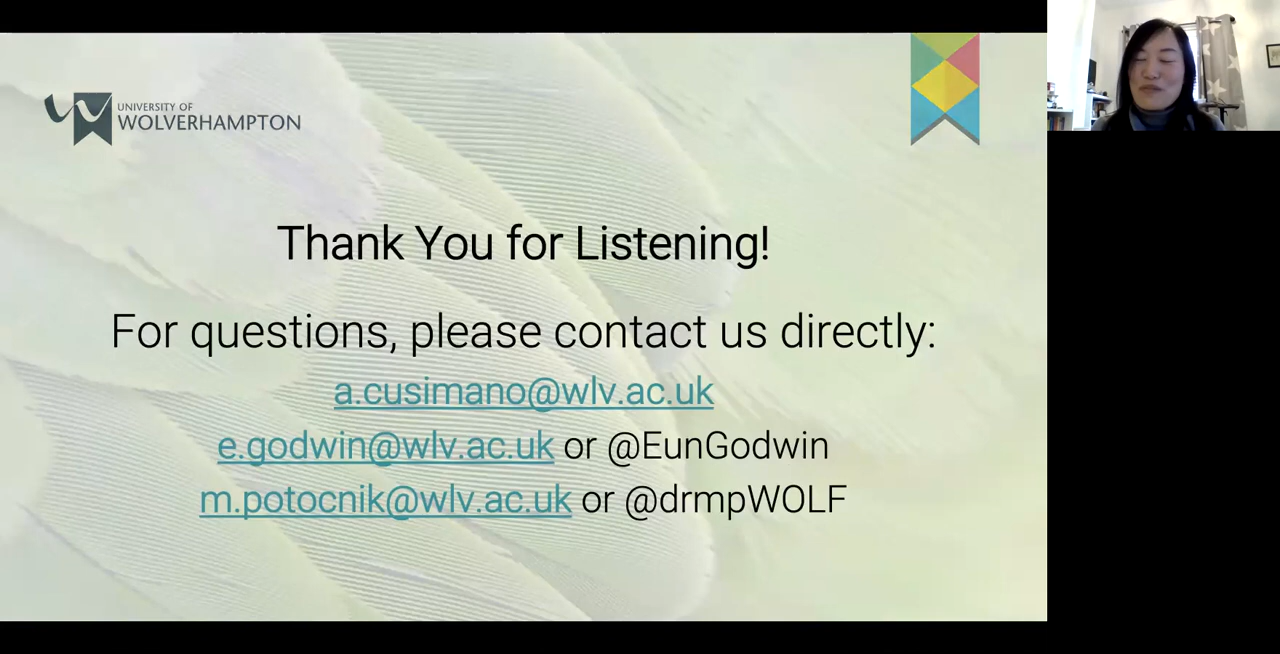 UNIVERSITY OF
WOLVERHAMPTON
Thank You for Listening!
For questions, please contact us directly:
a.cusimano@wlv.ac.uk
e.godwin@wlv.ac.uk or @EunGodwin
m.potocnik@wlv.ac.uk or @drmpWOLF